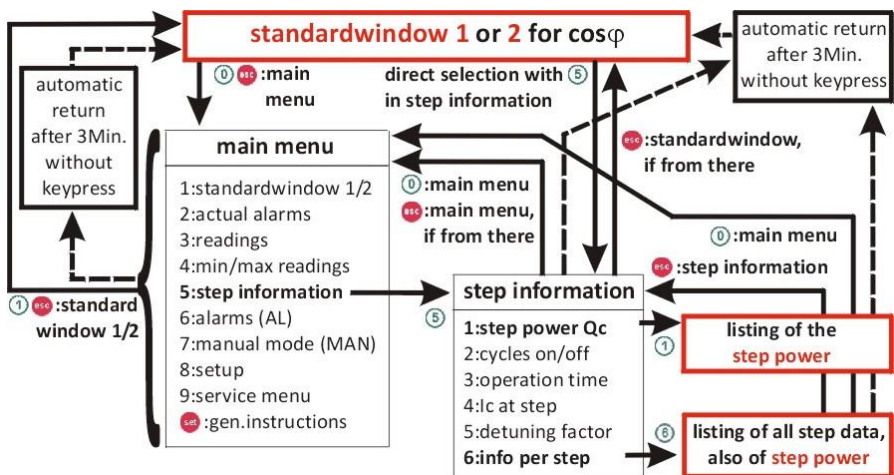 standardwindow 1 or 2 for cosφ
automatic return
after 3Min.
without keypress
automatic
return
after 3Min.
without
keypress
0 esc :main
menu
direct selection with 5
in step information
main menu
1:standardwindow 1/2
2:actual alarms
3:readings
4:min/max readings
5:step information
6:alarms (AL)
7:manual mode (MAN)
8:setup
9:service menu
set :gen.instructions
1 esc :standard
window 1/2
0 :main menu
esc :main menu,
if from there
esc :standardwindow,
if from there
0 :main menu
esc :step information
5
step information
1:step power Qc
2:cycles on/off
3:operation time
4:Ic at step
5:detuning factor
6:info per step
1
listing of the
step power
6
listing of all step data,
also of step power